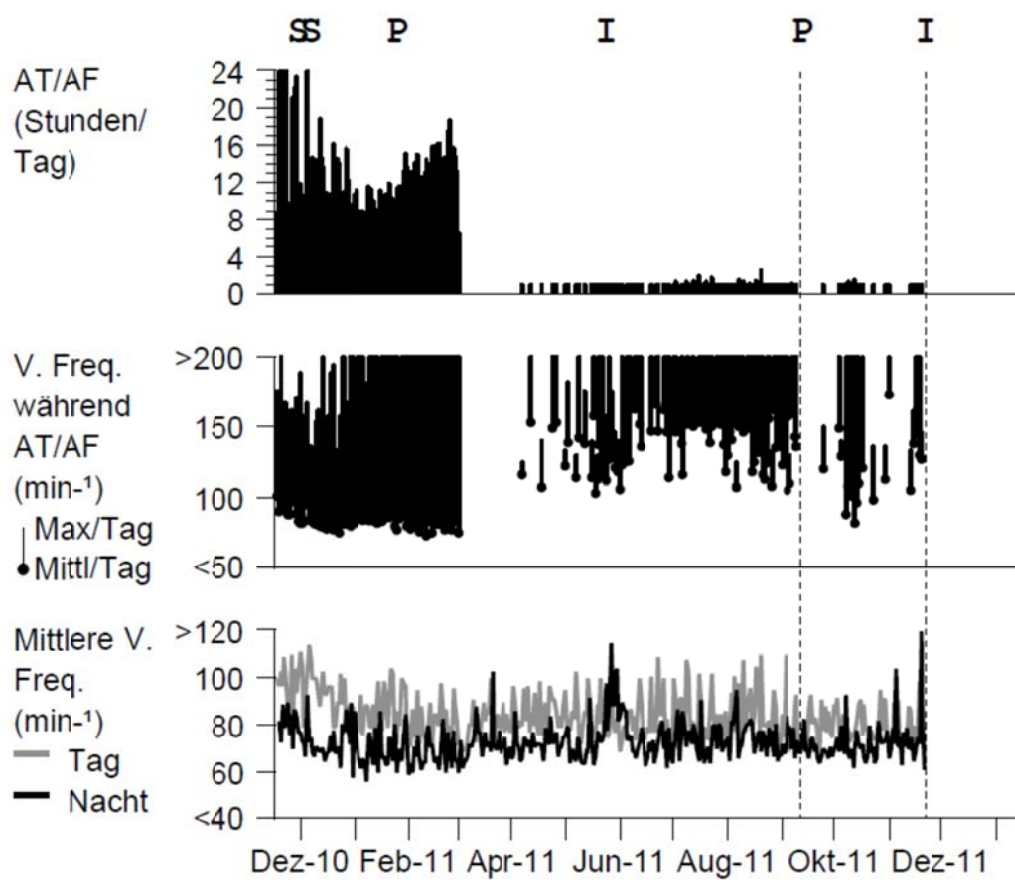 SS P I P I
AT/AF
(Stunden/
Tag)
24
20
16
12
8
4
0
V. Freq.
während
AT/AF
(min-¹)
Max/Tag
Mittl/Tag
>200
150
100
<50
Mittlere V.
Freq.
(min-¹)
Tag
Nacht
>120
100
80
60
<40
Dez-10 Feb-11 Apr-11 Jun-11 Aug-11 Okt-11 Dez-11